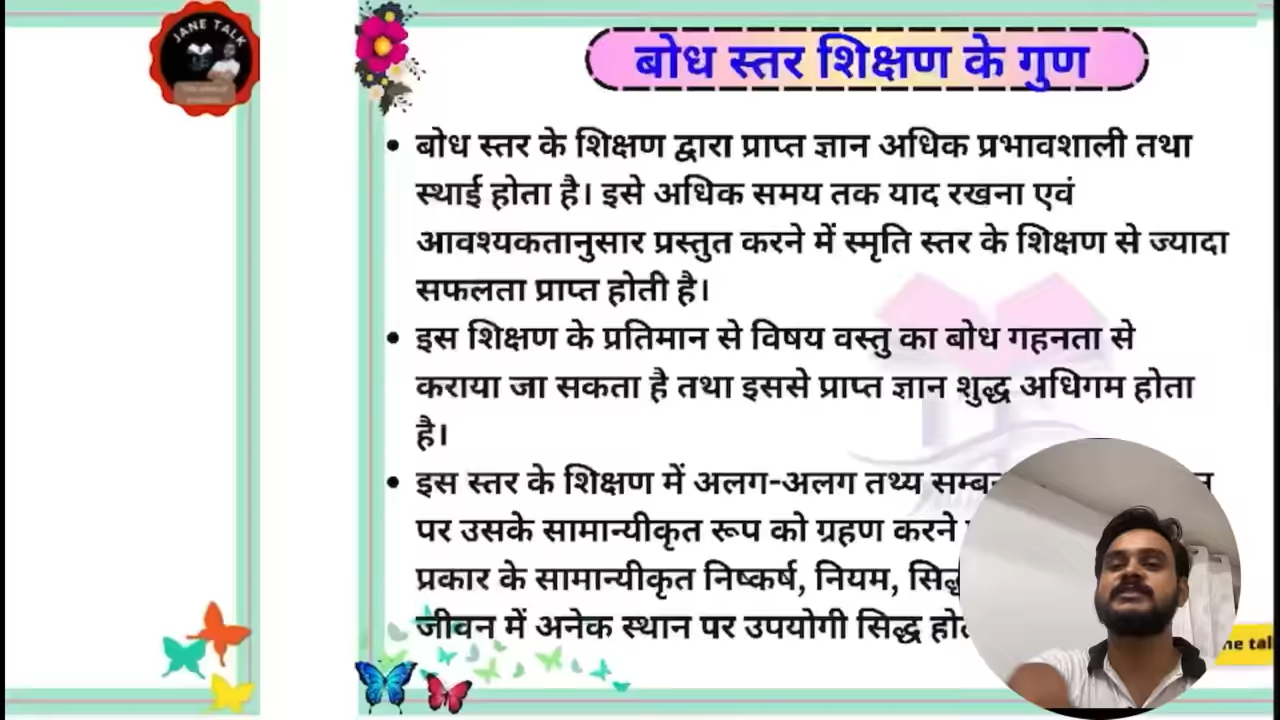 JANE TALK
बोध स्तर शिक्षण के गुण
• बोध स्तर के शिक्षण द्वारा प्राप्त ज्ञान अधिक प्रभावशाली तथा
स्थाई होता है। इसे अधिक समय तक याद रखना एवं
आवश्यकतानुसार प्रस्तुत करने में स्मृति स्तर के शिक्षण से ज्यादा
सफलता प्राप्त होती है।
• इस शिक्षण के प्रतिमान से विषय वस्तु का बोध गहनता से
कराया जा सकता है तथा इससे प्राप्त ज्ञान शुद्ध अधिगम होता
है।
• इस स्तर के शिक्षण में अलग-अलग तथ्य
पर उसके सामान्यीकृत रूप को ग्रहण करने
प्रकार के सामान्यीकृत निष्कर्ष, नियम,
जीवन में अनेक स्थान पर उपयोगी सिद्ध